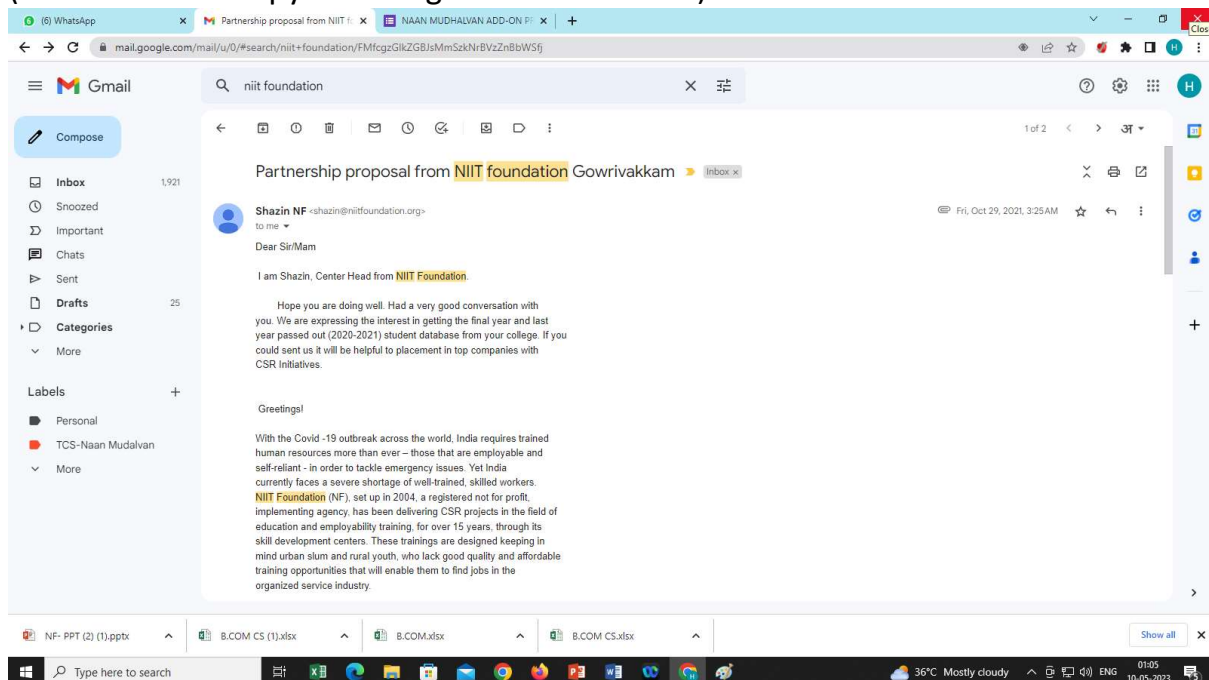 (6) WhatsApp
Partnership proposal from NIIT f
NAAN MUDHALVAN ADD-ON P
Clos
mail.google.com/mail/u/0/#search/niit+foundation/FMfcgzGlkZGBJsMmSzkNrBVzZnBbWSfj
H
Gmail
niit foundation
H
Compose
1 of 2
अ
31
Inbox 1,921
Snoozed
Important
Chats
Sent
Drafts 25
Categories
More
Labels
Personal
TCS-Naan Mudalvan
More
Partnership proposal from NIIT foundation Gowrivakkam Inbox x
Shazin NF <shazin@niitfoundation.org> Fri, Oct 29, 2021, 3:25 AM
to me
Dear Sir/Mam
I am Shazin, Center Head from NIIT Foundation.
Hope you are doing well. Had a very good conversation with
you. We are expressing the interest in getting the final year and last
year passed out (2020-2021) student database from your college. If you
could sent us it will be helpful to placement in top companies with
CSR Initiatives.
Greetings!
With the Covid -19 outbreak across the world, India requires trained
human resources more than ever – those that are employable and
self-reliant - in order to tackle emergency issues. Yet India
currently faces a severe shortage of well-trained, skilled workers.
NIIT Foundation (NF), set up in 2004, a registered not for profit,
implementing agency, has been delivering CSR projects in the field of
education and employability training, for over 15 years, through its
skill development centers. These trainings are designed keeping in
mind urban slum and rural youth, who lack good quality and affordable
training opportunities that will enable them to find jobs in the
organized service industry.
NF- PPT (2) (1).pptx
B.COM CS (1).xlsx
B.COM.xlsx
B.COM CS.xlsx
Show all
Type here to search
36°C Mostly cloudy
ENG
01:05
10-05-2023